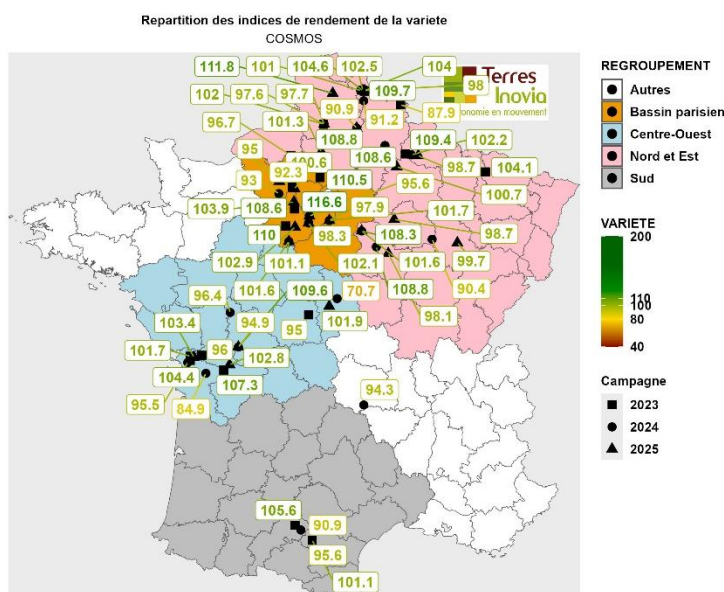 Repartition des indices de rendement de la variete
COSMOS
111.8 101 104.6 102.5 104
Terres
Inovia
onomie en mouvement
102 97.6 97.7 109.7 98
90.9 91.2 87.9
96.7 101.3
108.8 109.4 102.2
95 100.6 108.6 98.7 104.1
92.3 110.5
93 95.6 100.7
116.6
103.9 108.6 97.9 101.7
110 98.3 108.3 98.7
102.9 101.1 102.1 101.6 99.7
101.6 109.6 70.7 108.8 90.4
96.4 98.1
103.4 94.9 95 101.9
101.7 96 102.8
104.4 107.3
95.5 84.9 94.3
105.6 90.9
95.6
101.1
REGROUPEMENT
Autres
Bassin parisien
Centre-Ouest
Nord et Est
Sud
VARIETE
200
110
100
80
60
40
Campagne
2023
2024
2025